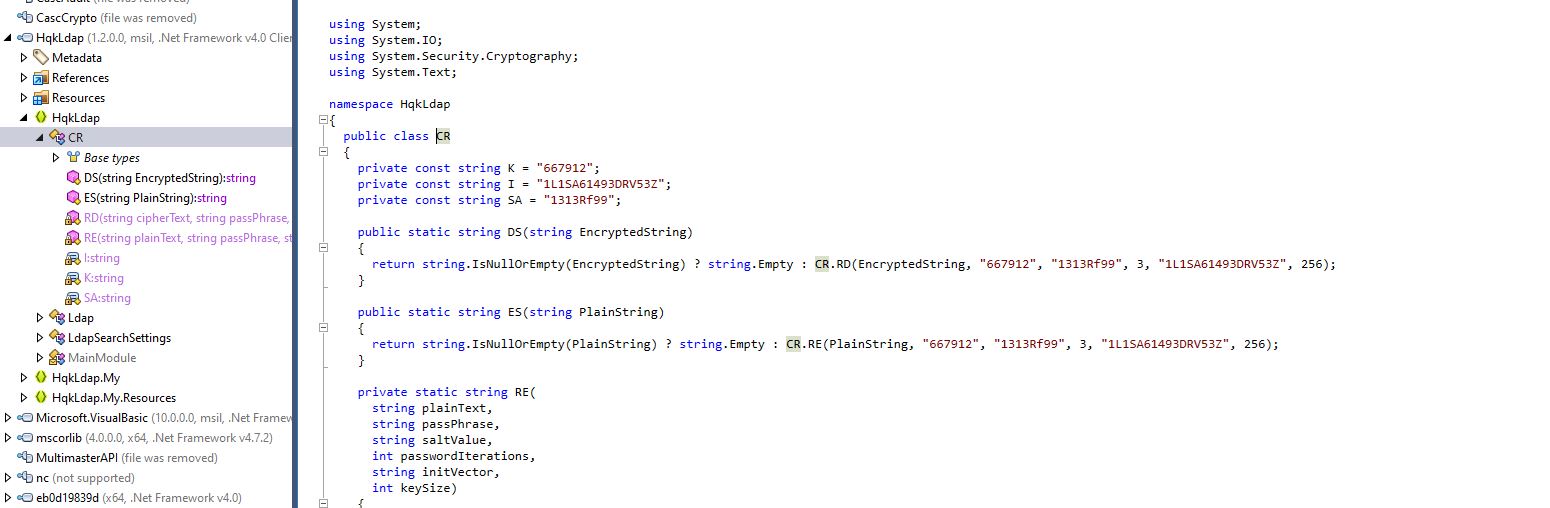 CascAudit (file was removed)
CascCrypto (file was removed)
HqkLdap (1.2.0.0, msil, .Net Framework v4.0 Clien
Metadata
References
Resources
HqkLdap
CR
Base types
DS(string EncryptedString):string
ES(string PlainString):string
RD(string cipherText, string passPhrase,
RE(string plainText, string passPhrase, st
I:string
K:string
SA:string
Ldap
LdapSearchSettings
MainModule
HqkLdap.My
HqkLdap.My.Resources
Microsoft.VisualBasic (10.0.0.0, msil, .Net Framew
mscorlib (4.0.0.0, x64, .Net Framework v4.7.2)
MultimasterAPI (file was removed)
nc (not supported)
eb0d19839d (x64, .Net Framework v4.0)
using System;
using System.IO;
using System.Security.Cryptography;
using System.Text;
namespace HqkLdap
{
public class CR
{
private const string K = "667912";
private const string I = "1L1SA61493DRV53Z";
private const string SA = "1313Rf99";
public static string DS(string EncryptedString)
{
return string.IsNullOrEmpty(EncryptedString) ? string.Empty : CR.RD(EncryptedString, "667912", "1313Rf99", 3, "1L1SA61493DRV53Z", 256);
}
public static string ES(string PlainString)
{
return string.IsNullOrEmpty(PlainString) ? string.Empty : CR.RE(PlainString, "667912", "1313Rf99", 3, "1L1SA61493DRV53Z", 256);
}
private static string RE(
string plainText,
string passPhrase,
string saltValue,
int passwordIterations,
string initVector,
int keySize)
{